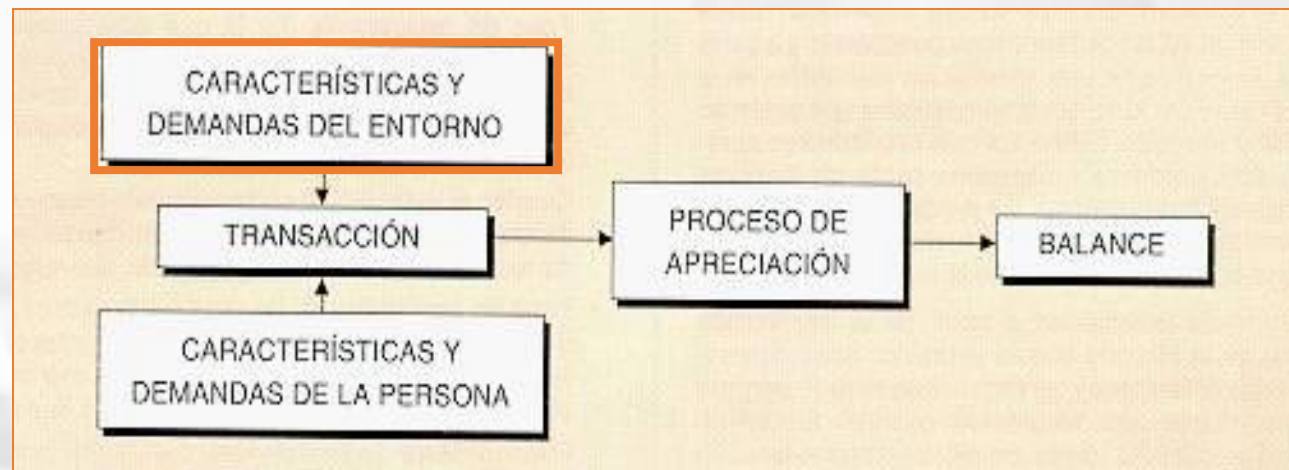 CARACTERÍSTICAS Y
DEMANDAS DEL ENTORNO
TRANSACCIÓN
CARACTERÍSTICAS Y
DEMANDAS DE LA PERSONA
PROCESO DE
APRECIACIÓN
BALANCE